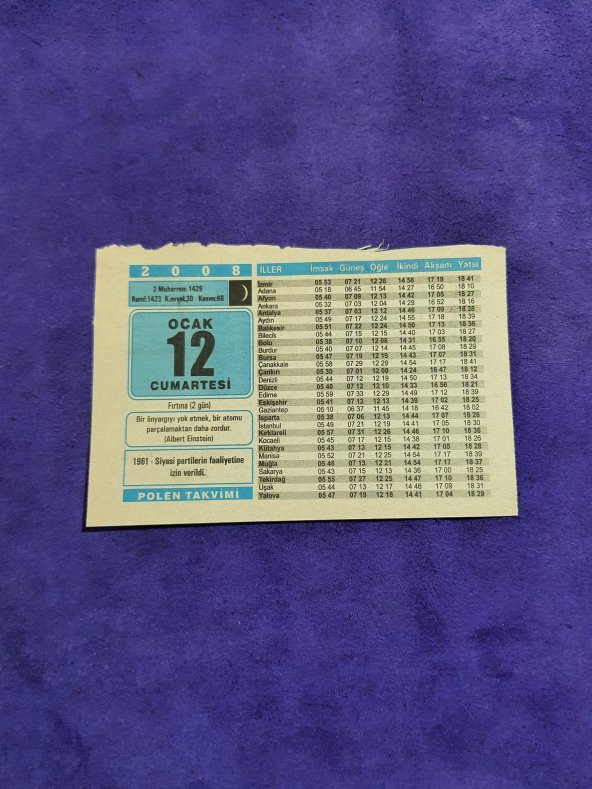 2 0 0 8
3 Muharrem 1429
Rumi:1423 K.evvel:30 Kasım:66
OCAK
12
CUMARTESİ
Fırtına (2 gün)
Bir önyargıyı yok etmek, bir atomu
parçalamaktan daha zordur.
(Albert Einstein)
1961 - Siyasi partilerin faaliyetine
izin verildi.
POLEN TAKVİMİ
İLLER İmsak Güneş Öğle İkindi Akşam Yatsı
İzmir 05 53 07 21 12 26 14 56 17 19 18 41
Adana 05 18 06 45 11 54 14 27 16 50 18 10
Afyon 05 40 07 09 12 13 14 42 17 05 18 27
Ankara 05 32 07 03 12 04 14 29 16 52 18 16
Antalya 05 37 07 03 12 12 14 46 17 09 18 28
Aydın 05 49 07 17 12 24 14 55 17 18 18 39
Balıkesir 05 51 07 22 12 24 14 50 17 13 18 36
Bilecik 05 44 07 15 12 15 14 40 17 03 18 27
Bolu 05 38 07 10 12 08 14 31 16 55 18 20
Burdur 05 40 07 07 12 14 14 45 17 08 18 29
Bursa 05 47 07 19 12 19 14 43 17 07 18 31
Çanakkale 05 58 07 29 12 29 14 54 17 17 18 41
Çankırı 05 30 07 01 12 00 14 24 16 47 18 12
Denizli 05 44 07 12 12 19 14 50 17 13 18 34
Düzce 05 40 07 12 12 10 14 33 16 56 18 21
Edirne 05 59 07 33 12 29 14 49 17 12 18 39
Eskişehir 05 41 07 12 12 13 14 39 17 02 18 25
Gaziantep 05 10 06 37 11 45 14 18 16 42 18 02
Isparta 05 38 07 06 12 13 14 44 17 07 18 28
İstanbul 05 49 07 21 12 19 14 41 17 05 18 30
Kırklareli 05 57 07 31 12 26 14 46 17 10 18 36
Kocaeli 05 45 07 17 12 15 14 38 17 01 18 26
Kütahya 05 43 07 13 12 15 14 42 17 05 18 28
Manisa 05 52 07 21 12 25 14 54 17 17 18 39
Muğla 05 46 07 13 12 21 14 54 17 17 18 37
Sakarya 05 43 07 15 12 13 14 36 17 00 18 25
Tekirdağ 05 55 07 27 12 25 14 47 17 10 18 36
Uşak 05 44 07 13 12 17 14 46 17 09 18 31
Yalova 05 47 07 19 12 18 14 41 17 04 18 29